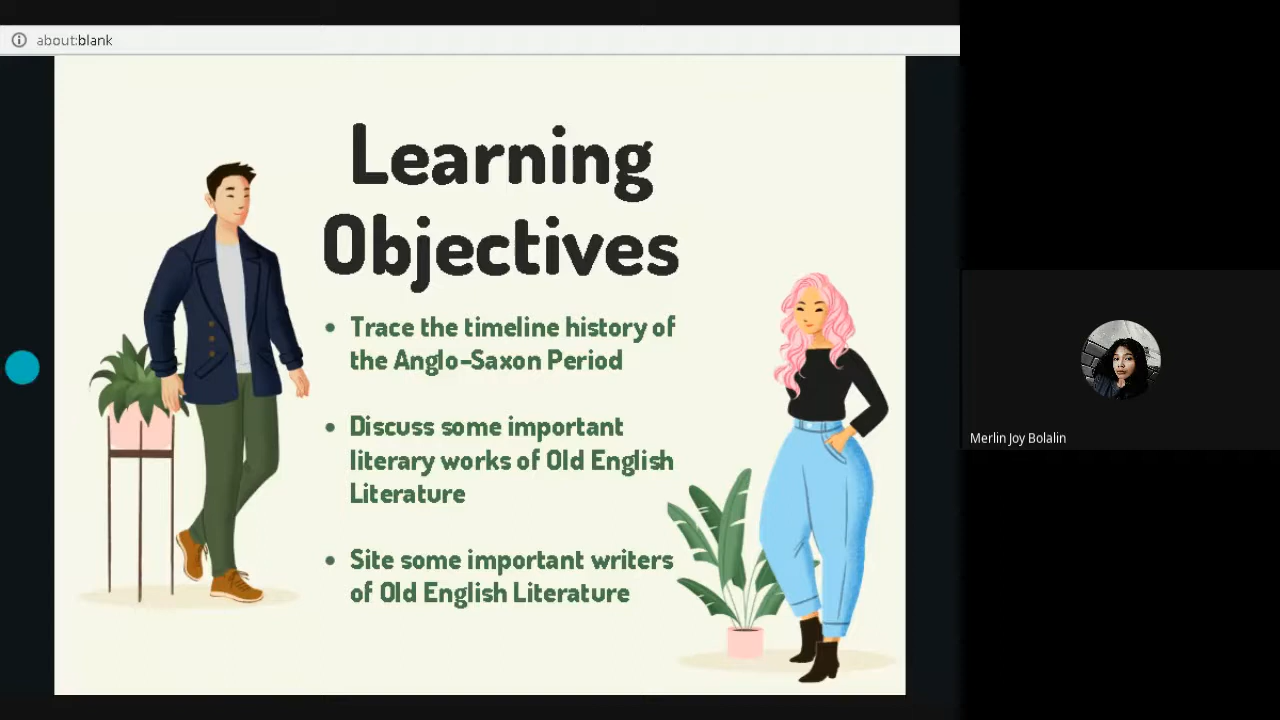 about:blank
Learning
Objectives
• Trace the timeline history of
the Anglo-Saxon Period
• Discuss some important
literary works of Old English
Literature
• Site some important writers
of Old English Literature
Merlin Joy Bolalin